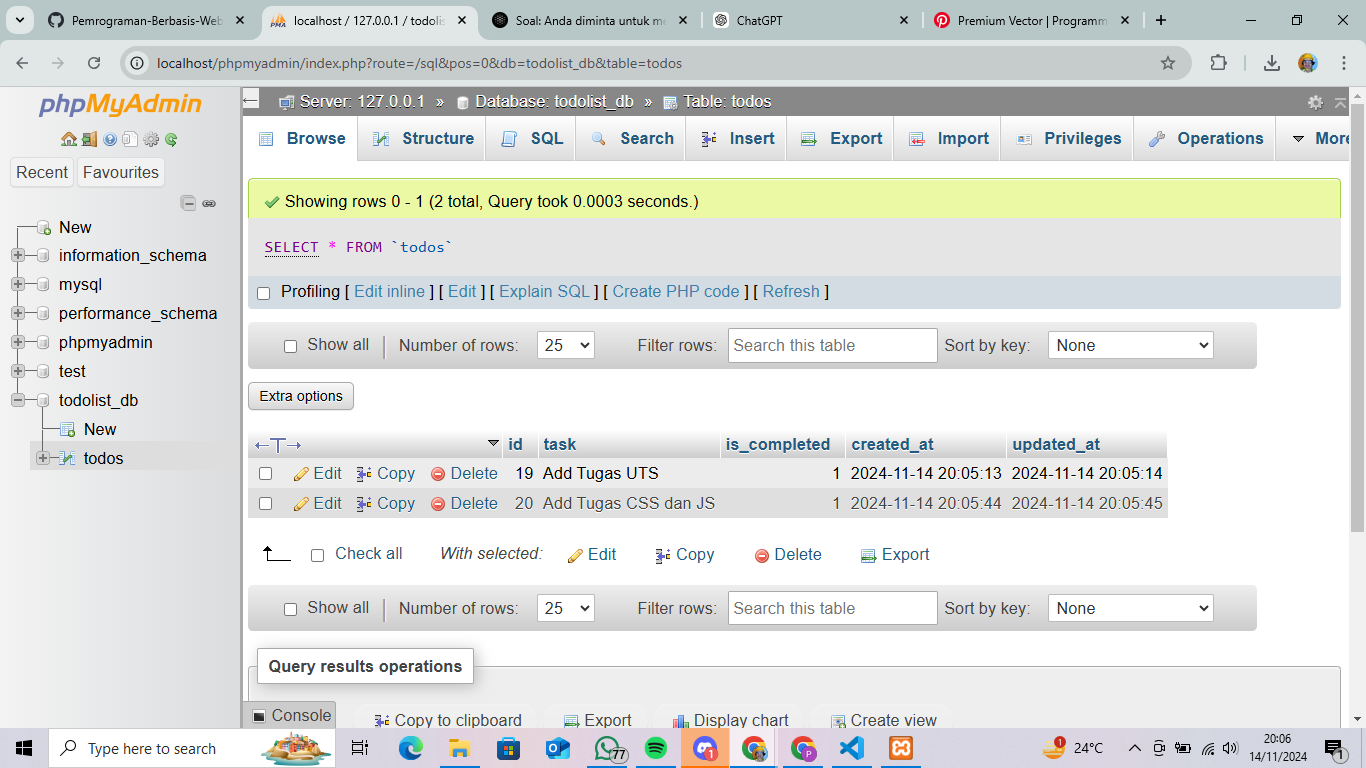 Pemrograman-Berbasis-Web
localhost / 127.0.0.1 / todolis
Soal: Anda diminta untuk me
ChatGPT
Premium Vector | Programm
localhost/phpmyadmin/index.php?route=/sql&pos=0&db=todolist_db&table=todos
phpMyAdmin
Recent
Favourites
New
information_schema
mysql
performance_schema
phpmyadmin
test
todolist_db
New
todos
Server: 127.0.0.1 » Database: todolist_db » Table: todos
Browse Structure SQL Search Insert Export Import Privileges Operations More
Showing rows 0 - 1 (2 total, Query took 0.0003 seconds.)
SELECT * FROM `todos`
Profiling [ Edit inline ] [ Edit ] [ Explain SQL ] [ Create PHP code ] [ Refresh ]
Show all Number of rows: 25 Filter rows: Search this table Sort by key: None
Extra options
←T→ id task is_completed created_at updated_at
Edit Copy Delete 19 Add Tugas UTS 1 2024-11-14 20:05:13 2024-11-14 20:05:14
Edit Copy Delete 20 Add Tugas CSS dan JS 1 2024-11-14 20:05:44 2024-11-14 20:05:45
Check all With selected: Edit Copy Delete Export
Show all Number of rows: 25 Filter rows: Search this table Sort by key: None
Query results operations
Console
Copy to clipboard Export Display chart Create view
Type here to search
77
1
P
1
24°C
20:06
14/11/2024
1